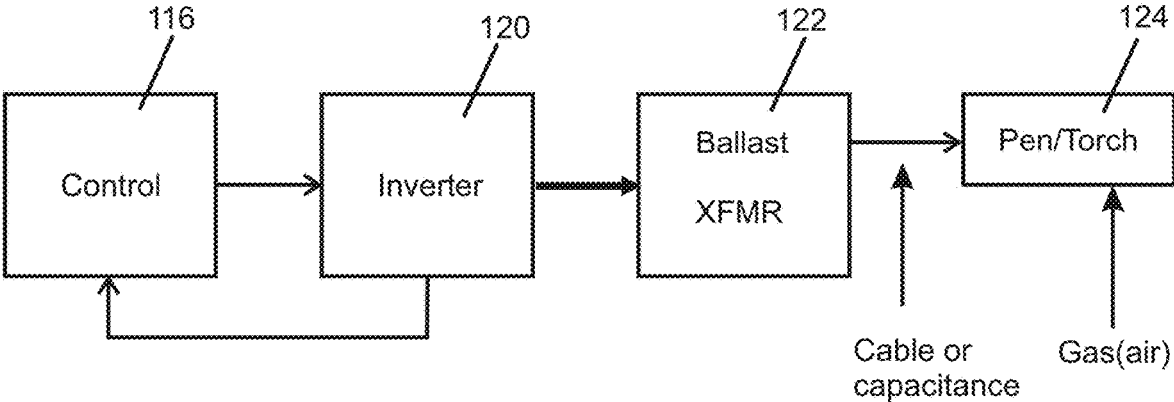 116
120
122
124
Control
Inverter
Ballast
XFMR
Pen/Torch
Cable or
capacitance
Gas(air)